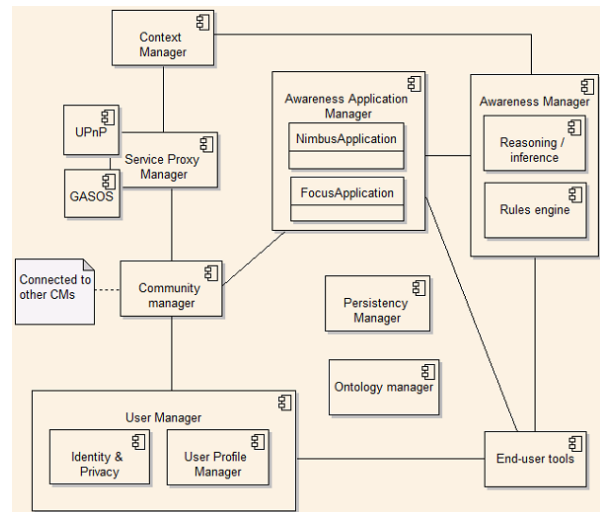 Context
Manager
Awareness Application
Manager
NimbusApplication
FocusApplication
Awareness Manager
Reasoning /
inference
Rules engine
UPnP
Service Proxy
Manager
GASOS
Connected to
other CMs
Community
manager
Persistency
Manager
Ontology manager
User Manager
Identity &
Privacy
User Profile
Manager
End-user tools